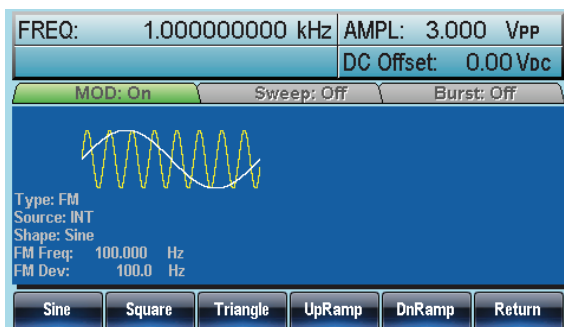 FREQ: 1.000000000 kHz AMPL: 3.000 VPP
DC Offset: 0.00 VDC
MOD: On Sweep: Off Burst: Off
Type: FM
Source: INT
Shape: Sine
FM Freq: 100.000 Hz
FM Dev: 100.0 Hz
Sine Square Triangle UpRamp DnRamp Return